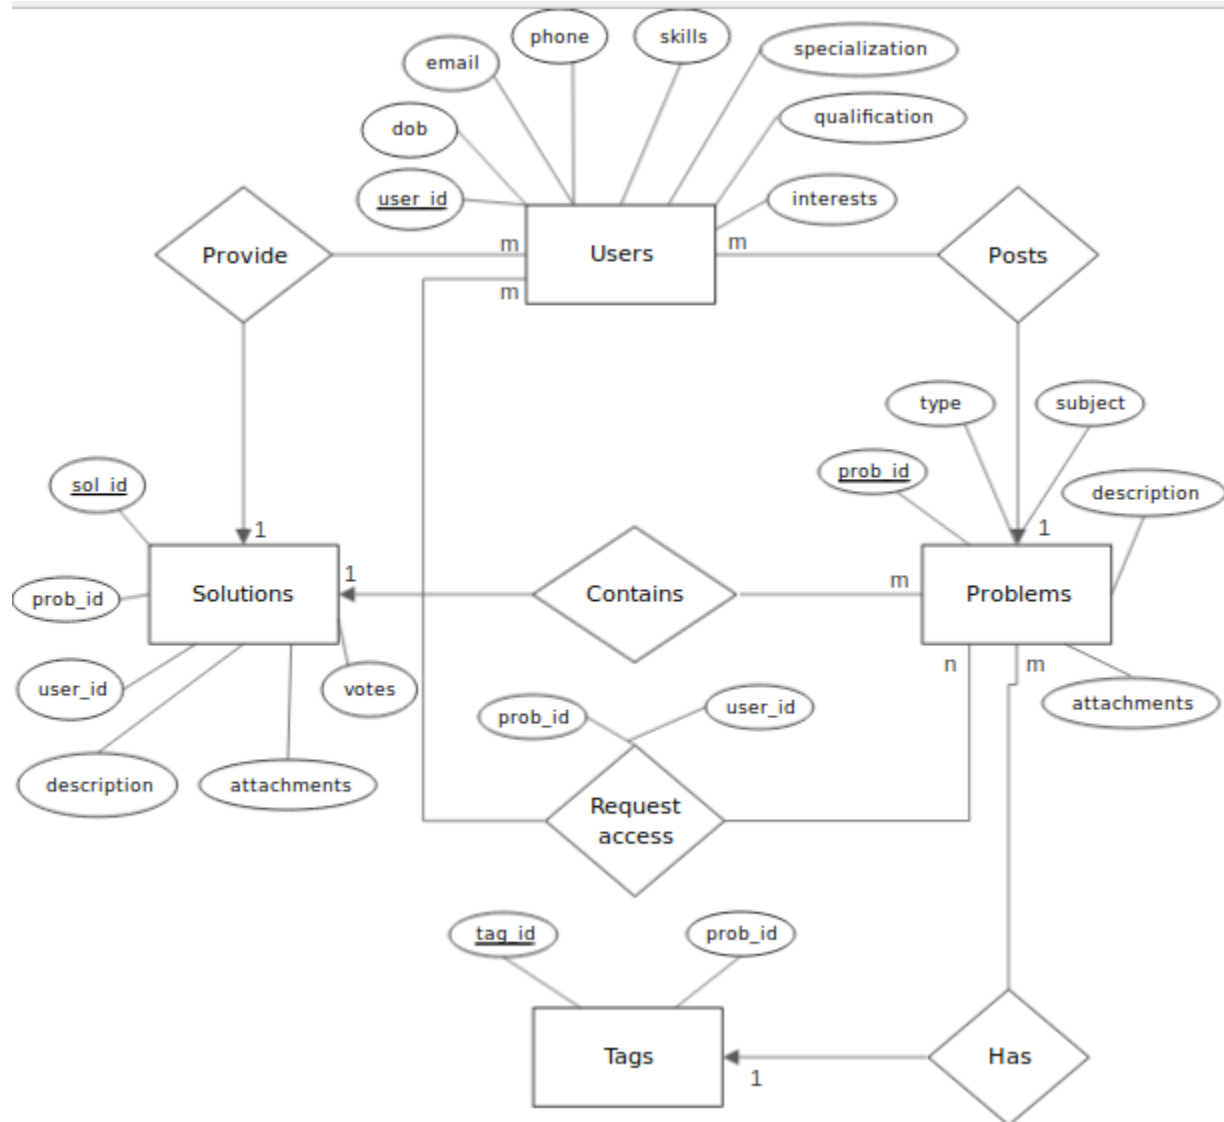 phone
skills
specialization
email
qualification
dob
user_id
interests
Provide
m
Users
m
Posts
m
type
subject
prob_id
sol_id
description
1
1
1
Solutions
Contains
m
Problems
prob_id
n
m
user_id
votes
attachments
prob_id
user_id
description
attachments
Request
access
tag_id
prob_id
Tags
1
Has